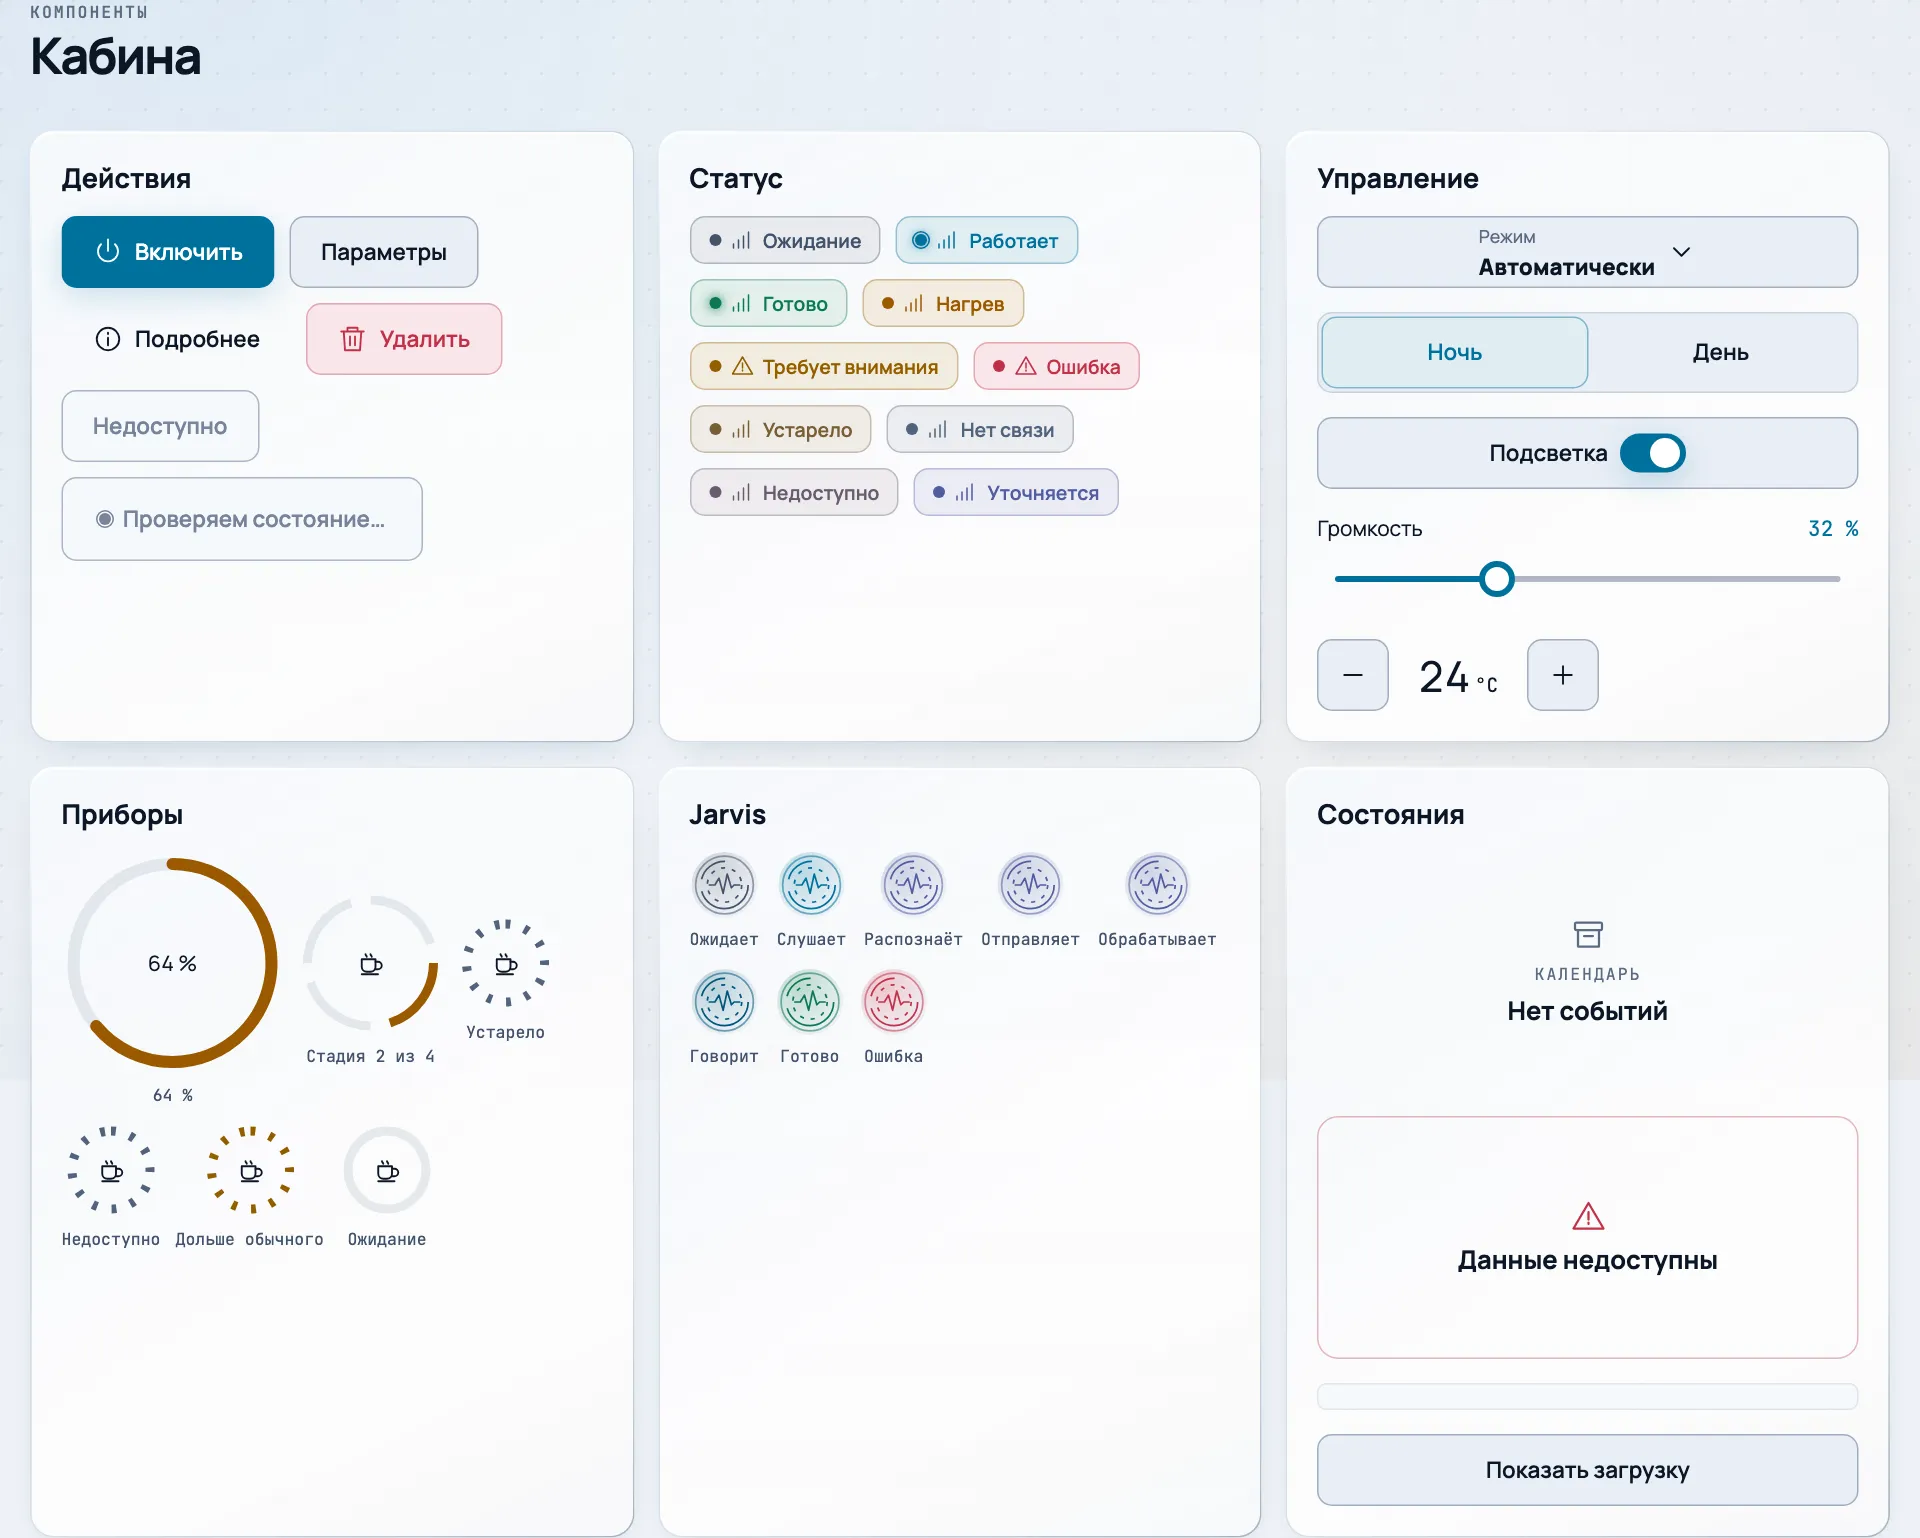 КОМПОНЕНТЫ
Кабина
Действия
Включить
Параметры
Подробнее
Удалить
Недоступно
Проверяем состояние…
Статус
Ожидание
Работает
Готово
Нагрев
Требует внимания
Ошибка
Устарело
Нет связи
Недоступно
Уточняется
Управление
Режим
Автоматически
Ночь
День
Подсветка
Громкость
32 %
24 °C
Приборы
64 %
64 %
Стадия 2 из 4
Устарело
Недоступно
Дольше обычного
Ожидание
Jarvis
Ожидает
Слушает
Распознаёт
Отправляет
Обрабатывает
Говорит
Готово
Ошибка
Состояния
КАЛЕНДАРЬ
Нет событий
Данные недоступны
Показать загрузку